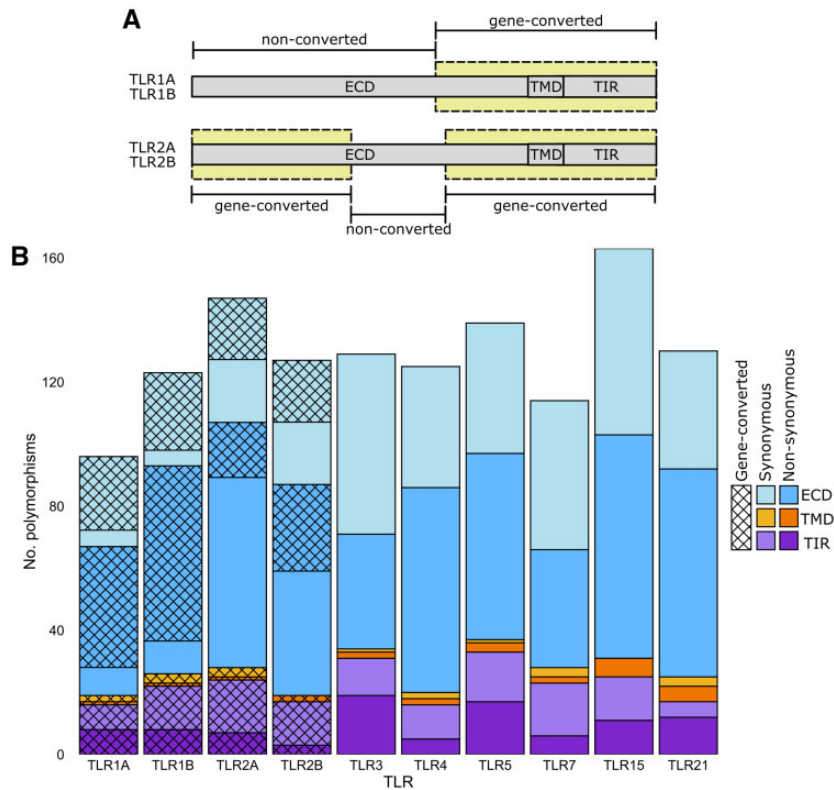 A
gene-converted
non-converted
TLR1A
TLR1B
ECD
TMD
TIR
TLR2A
TLR2B
ECD
TMD
TIR
gene-converted
gene-converted
non-converted
B
160
120
80
40
0
No. polymorphisms
TLR1A
TLR1B
TLR2A
TLR2B
TLR3
TLR4
TLR5
TLR7
TLR15
TLR21
TLR
Gene-converted
Synonymous
Non-synonymous
ECD
TMD
TIR